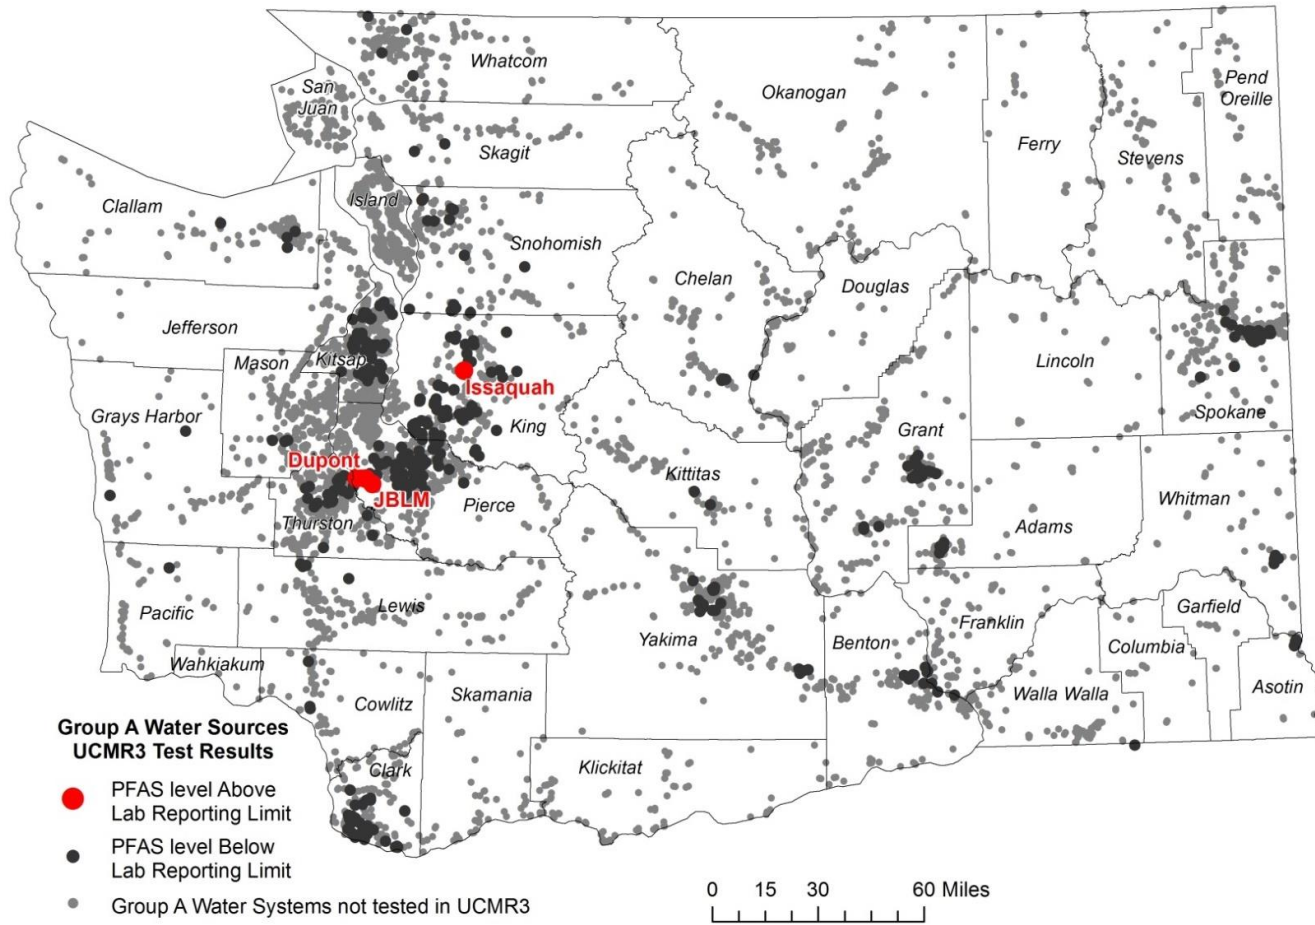 Whatcom
San
Juan
Okanogan
Pend
Oreille
Ferry
Skagit
Stevens
Island
Clallam
Snohomish
Chelan
Douglas
Jefferson
Mason
Kitsap
Lincoln
Issaquah
Grays Harbor
King
Grant
Spokane
Dupont
Kittitas
JBLM
Pierce
Whitman
Thurston
Adams
Pacific
Lewis
Garfield
Franklin
Yakima
Benton
Columbia
Wahkiakum
Walla Walla
Asotin
Cowlitz
Skamania
Clark
Klickitat
Group A Water Sources
UCMR3 Test Results
PFAS level Above
Lab Reporting Limit
PFAS level Below
Lab Reporting Limit
Group A Water Systems not tested in UCMR3
0 15 30 60 Miles